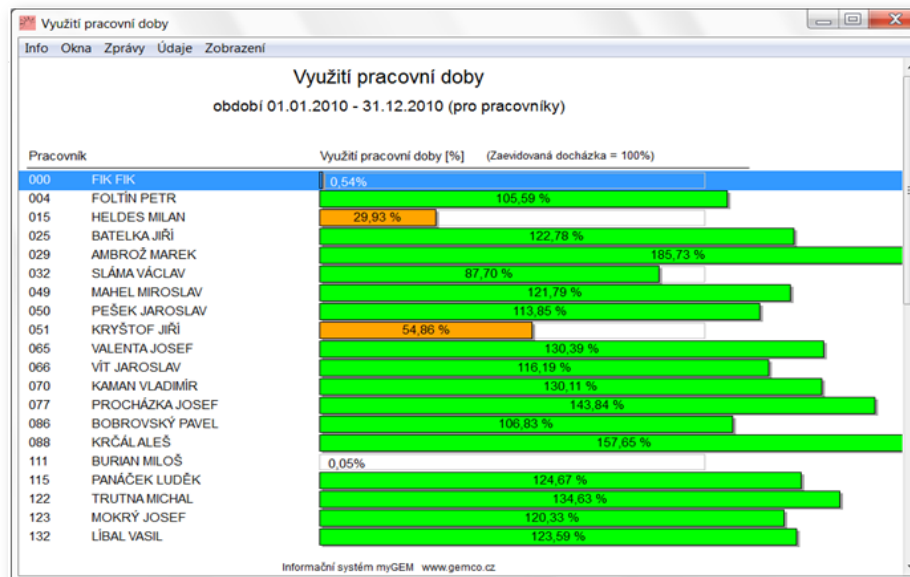 Využití pracovní doby
Info Okna Zprávy Údaje Zobrazení
Využití pracovní doby
období 01.01.2010 - 31.12.2010 (pro pracovníky)
Pracovník Využití pracovní doby [%] (Zaevidovaná docházka = 100%)
000 FIK FIK 0,54%
004 FOLTÍN PETR 105,59 %
015 HELDES MILAN 29,93 %
025 BATELKA JIŘÍ 122,78 %
029 AMBROŽ MAREK 185,73 %
032 SLÁMA VÁCLAV 87,70 %
049 MAHEL MIROSLAV 121,79 %
050 PEŠEK JAROSLAV 113,85 %
051 KRYŠTOF JIŘÍ 54,86 %
065 VALENTA JOSEF 130,39 %
066 VÍT JAROSLAV 116,19 %
070 KAMAN VLADIMÍR 130,11 %
077 PROCHÁZKA JOSEF 143,84 %
086 BOBROVSKÝ PAVEL 106,83 %
088 KRČÁL ALEŠ 157,65 %
111 BURIAN MILOŠ 0,05%
115 PANÁČEK LUDĚK 124,67 %
122 TRUTNA MICHAL 134,63 %
123 MOKRÝ JOSEF 120,33 %
132 LÍBAL VASIL 123,59 %
Informační systém myGEM www.gemco.cz